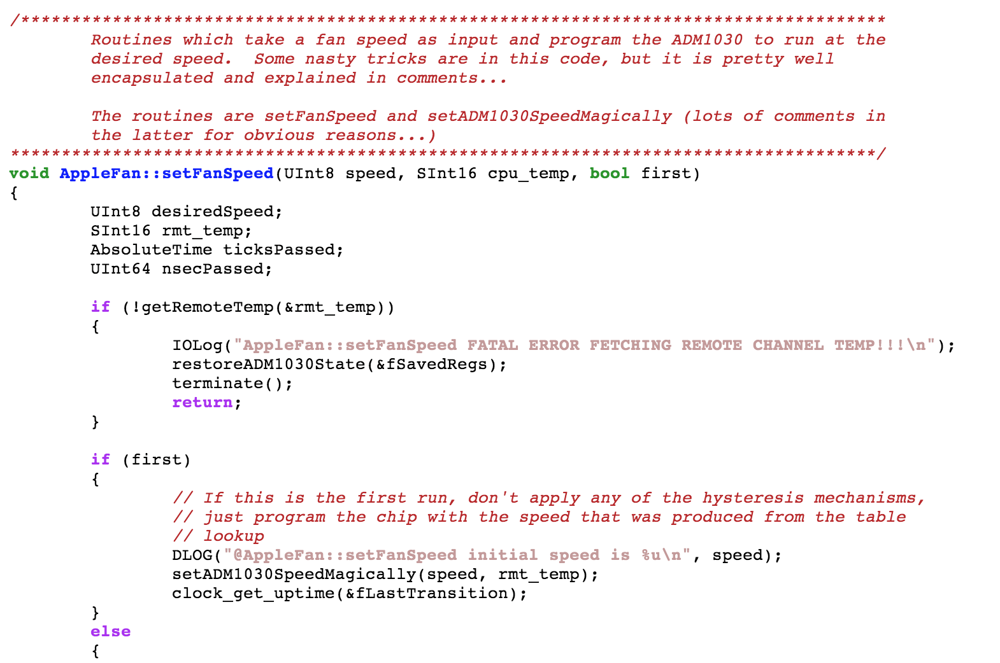 /*************************************************************************************
Routines which take a fan speed as input and program the ADM1030 to run at the
desired speed.  Some nasty tricks are in this code, but it is pretty well
encapsulated and explained in comments...
The routines are setFanSpeed and setADM1030SpeedMagically (lots of comments in
the latter for obvious reasons...)
*************************************************************************************/
void AppleFan::setFanSpeed(UInt8 speed, SInt16 cpu_temp, bool first)
{
UInt8 desiredSpeed;
SInt16 rmt_temp;
AbsoluteTime ticksPassed;
UInt64 nsecPassed;
if (!getRemoteTemp(&rmt_temp))
{
IOLog("AppleFan::setFanSpeed FATAL ERROR FETCHING REMOTE CHANNEL TEMP!!!\n");
restoreADM1030State(&fSavedRegs);
terminate();
return;
}
if (first)
{
// If this is the first run, don't apply any of the hysteresis mechanisms,
// just program the chip with the speed that was produced from the table
// lookup
DLOG("@AppleFan::setFanSpeed initial speed is %u\n", speed);
setADM1030SpeedMagically(speed, rmt_temp);
clock_get_uptime(&fLastTransition);
}
else
{